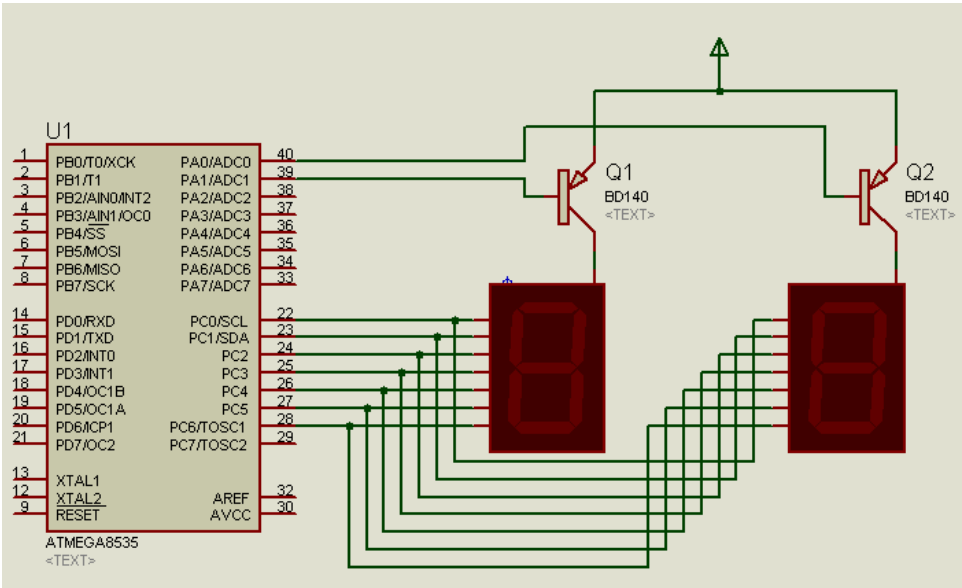 U1
1 PB0/T0/XCK PA0/ADC0 40
2 PB1/T1 PA1/ADC1 39
3 PB2/AIN0/INT2 PA2/ADC2 38
4 PB3/AIN1/OC0 PA3/ADC3 37
5 PB4/SS PA4/ADC4 36
6 PB5/MOSI PA5/ADC5 35
7 PB6/MISO PA6/ADC6 34
8 PB7/SCK PA7/ADC7 33
14 PD0/RXD PC0/SCL 22
15 PD1/TXD PC1/SDA 23
16 PD2/INT0 PC2 24
17 PD3/INT1 PC3 25
18 PD4/OC1B PC4 26
19 PD5/OC1A PC5 27
20 PD6/ICP1 PC6/TOSC1 28
21 PD7/OC2 PC7/TOSC2 29
13 XTAL1
12 XTAL2 AREF 32
9 RESET AVCC 30
ATMEGA8535
<TEXT>
Q1
BD140
<TEXT>
Q2
BD140
<TEXT>